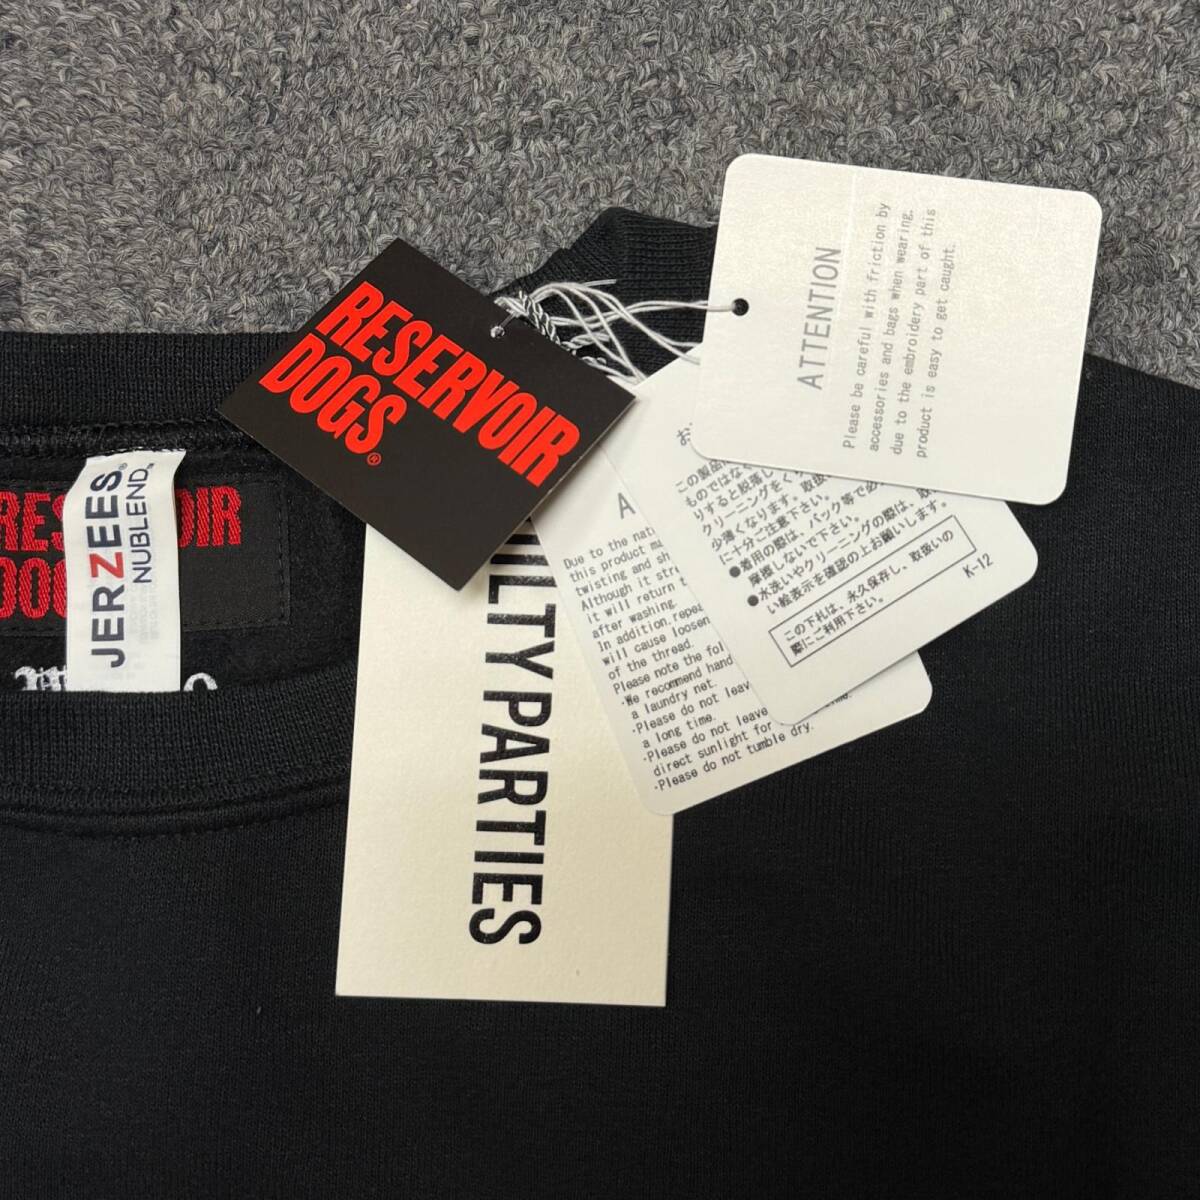 RESERVOIR
DOGS®
JERZEES®
NUBLEND
PARTIES
ATTENTION
Please be careful with friction by
accessories and bags when wearing.
due to the embroidery part of this
product is easy to get caught.
Due to the
this product
twisting and
Although it
it will return
after washing.
In addition,
will cause
of the thread.
Please note the
·We recommend hand
a laundry net.
·Please do not leave
a long time.
·Please do not leave
direct sunlight for
·Please do not tumble dry.
この製品
ものではな
りすると脱落し
クリーニングをく
少薄くなります。取扱
に十分ご注意下さい。
●着用の際は、バック等で
摩擦しないで下さい。
●水洗いやクリーニングの際は、取
い絵表示を確認の上お願いします。
この下札は、永久保存し、取扱いの
際にご利用下さい。
K-12